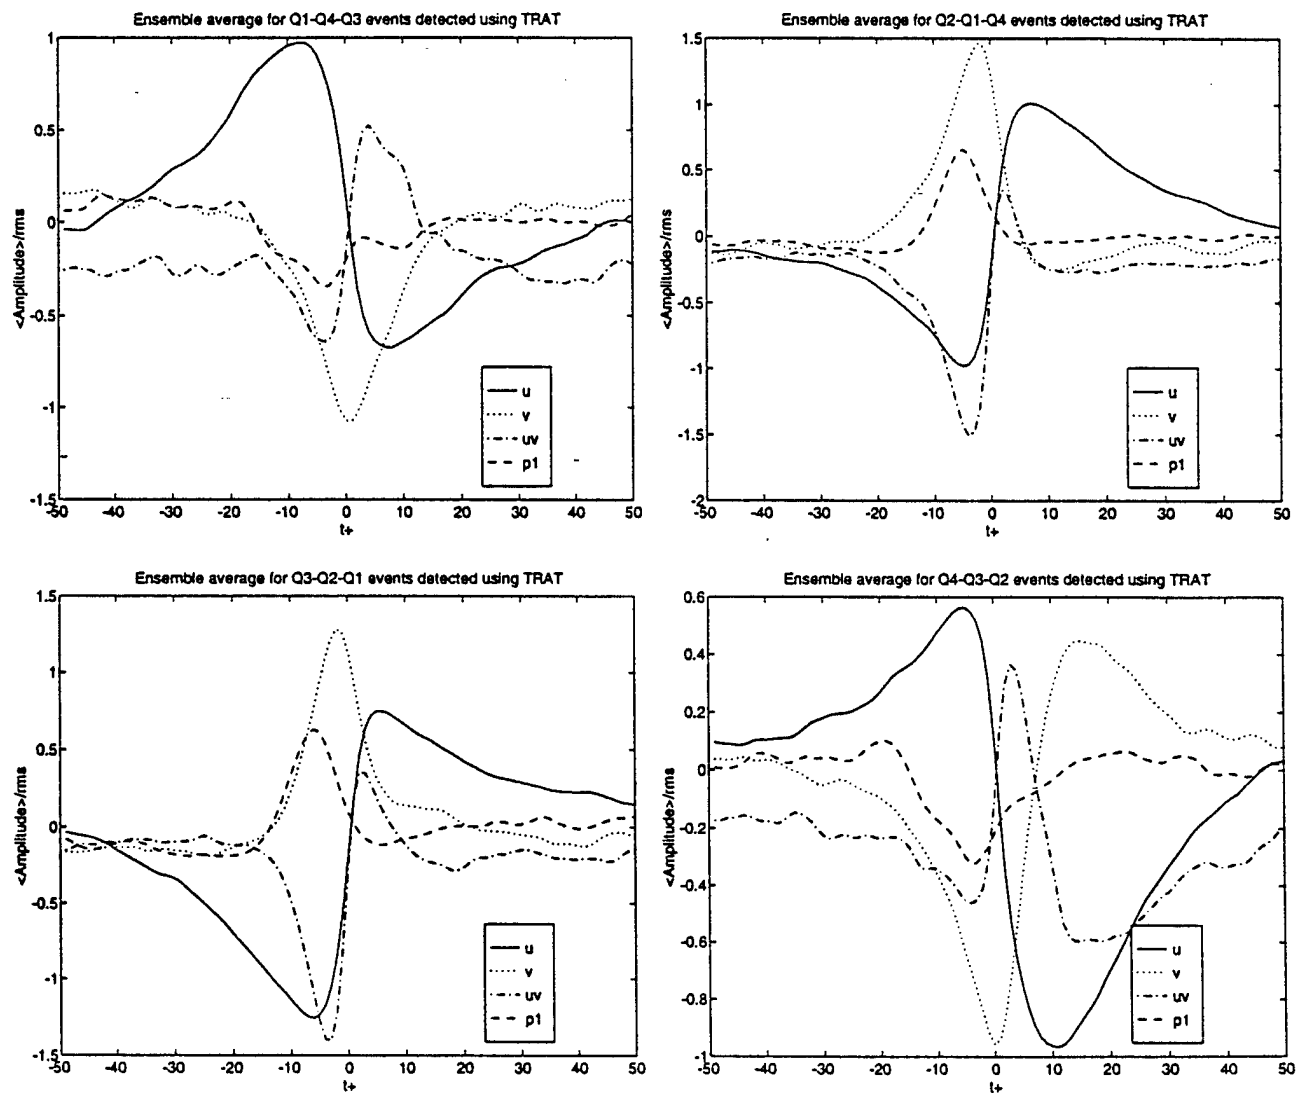 Ensemble average for Q1-Q4-Q3 events detected using TRAT
1
0.5
0
-0.5
-1
-1.5
<Amplitude>/rms
-50 -40 -30 -20 -10 0 10 20 30 40 50
t+
u
v
uv
p1
Ensemble average for Q2-Q1-Q4 events detected using TRAT
1.5
1
0.5
0
-0.5
-1
-1.5
-2
<Amplitude>/rms
-50 -40 -30 -20 -10 0 10 20 30 40 50
t+
u
v
uv
p1
Ensemble average for Q3-Q2-Q1 events detected using TRAT
1.5
1
0.5
0
-0.5
-1
-1.5
<Amplitude>/rms
-50 -40 -30 -20 -10 0 10 20 30 40 50
t+
u
v
uv
p1
Ensemble average for Q4-Q3-Q2 events detected using TRAT
0.6
0.4
0.2
0
-0.2
-0.4
-0.6
-0.8
-1
<Amplitude>/rms
-50 -40 -30 -20 -10 0 10 20 30 40 50
t+
u
v
uv
p1